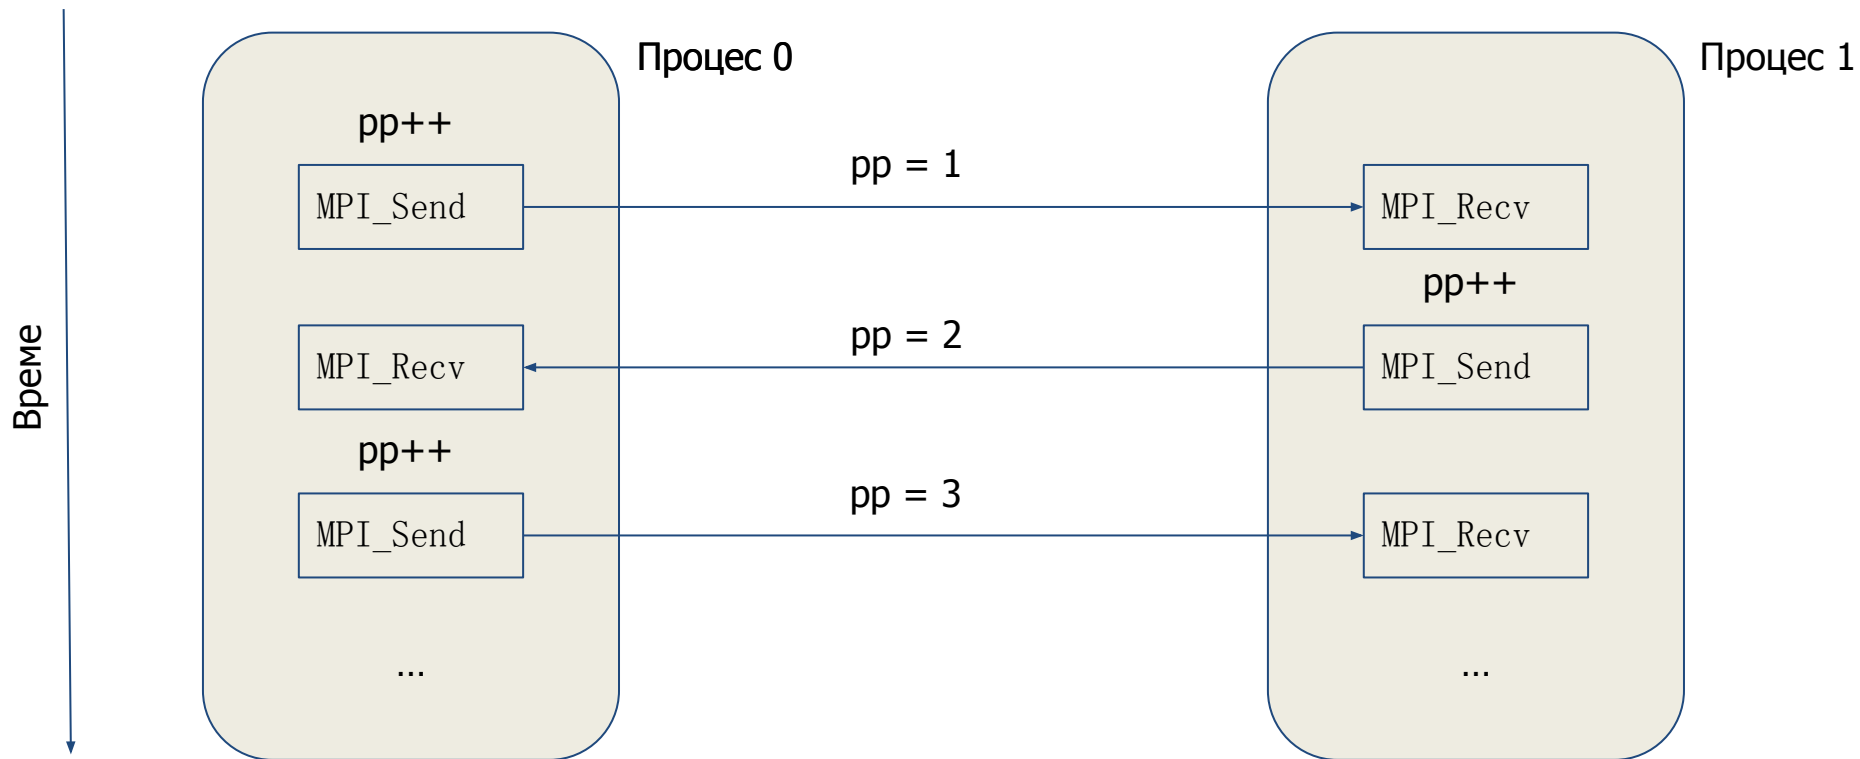 Процес 0
Процес 1
pp++
pp = 1
MPI_Send
MPI_Recv
pp++
pp = 2
MPI_Recv
MPI_Send
Време
pp++
pp = 3
MPI_Send
MPI_Recv
...
...